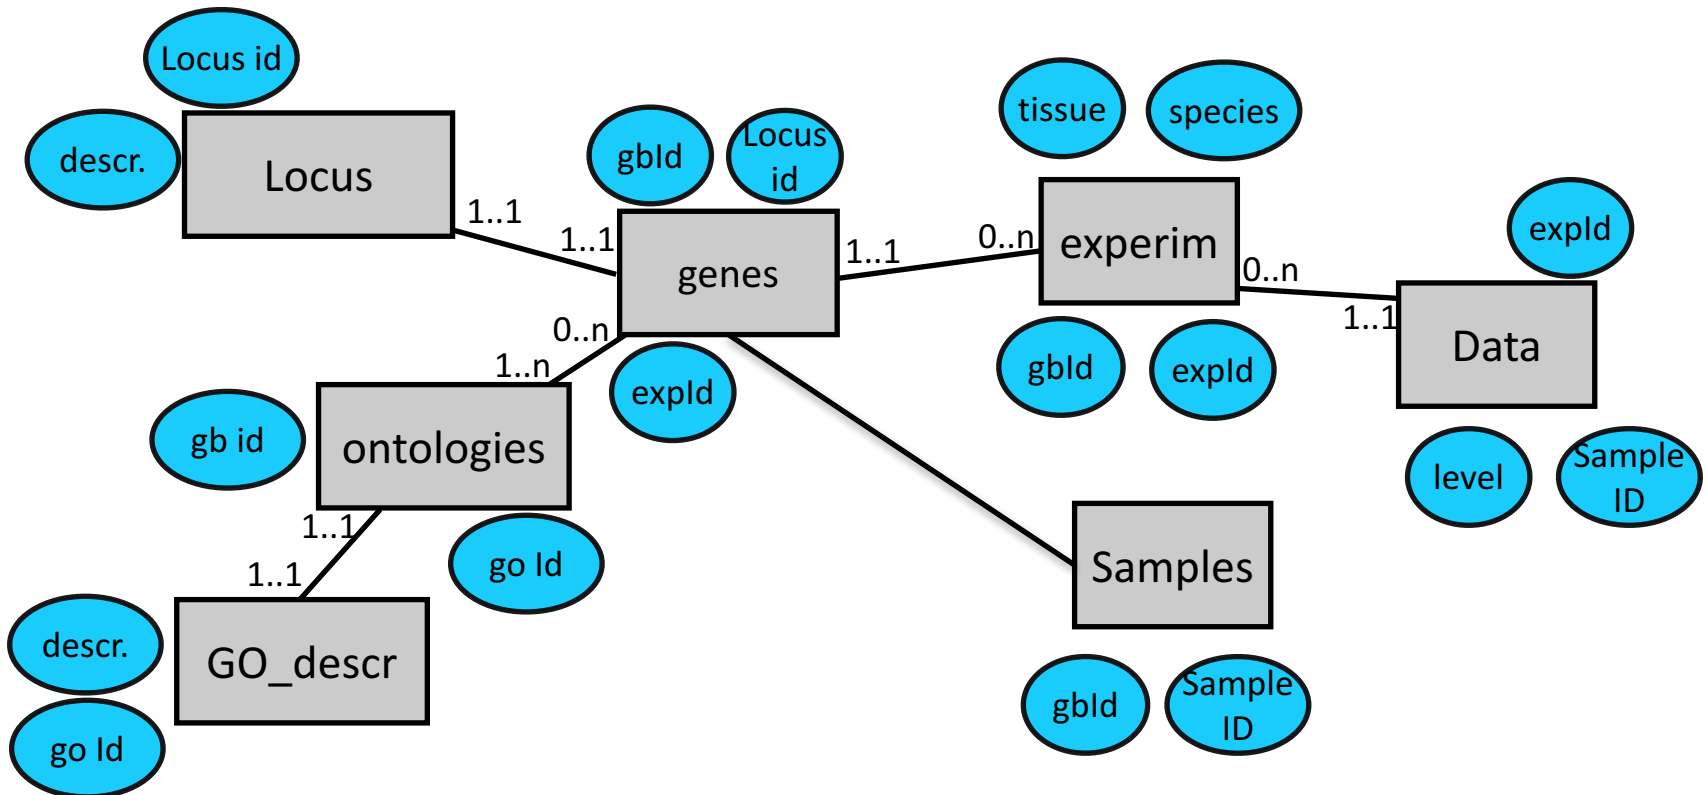 Locus id
descr.
Locus
1..1
1..1
gbId
Locus
id
genes
1..1
0..n
tissue
species
experim
0..n
1..1
gbId
expId
expId
Data
level
Sample
ID
0..n
1..n
expId
gb id
ontologies
go Id
1..1
1..1
descr.
GO_descr
go Id
Samples
gbId
Sample
ID